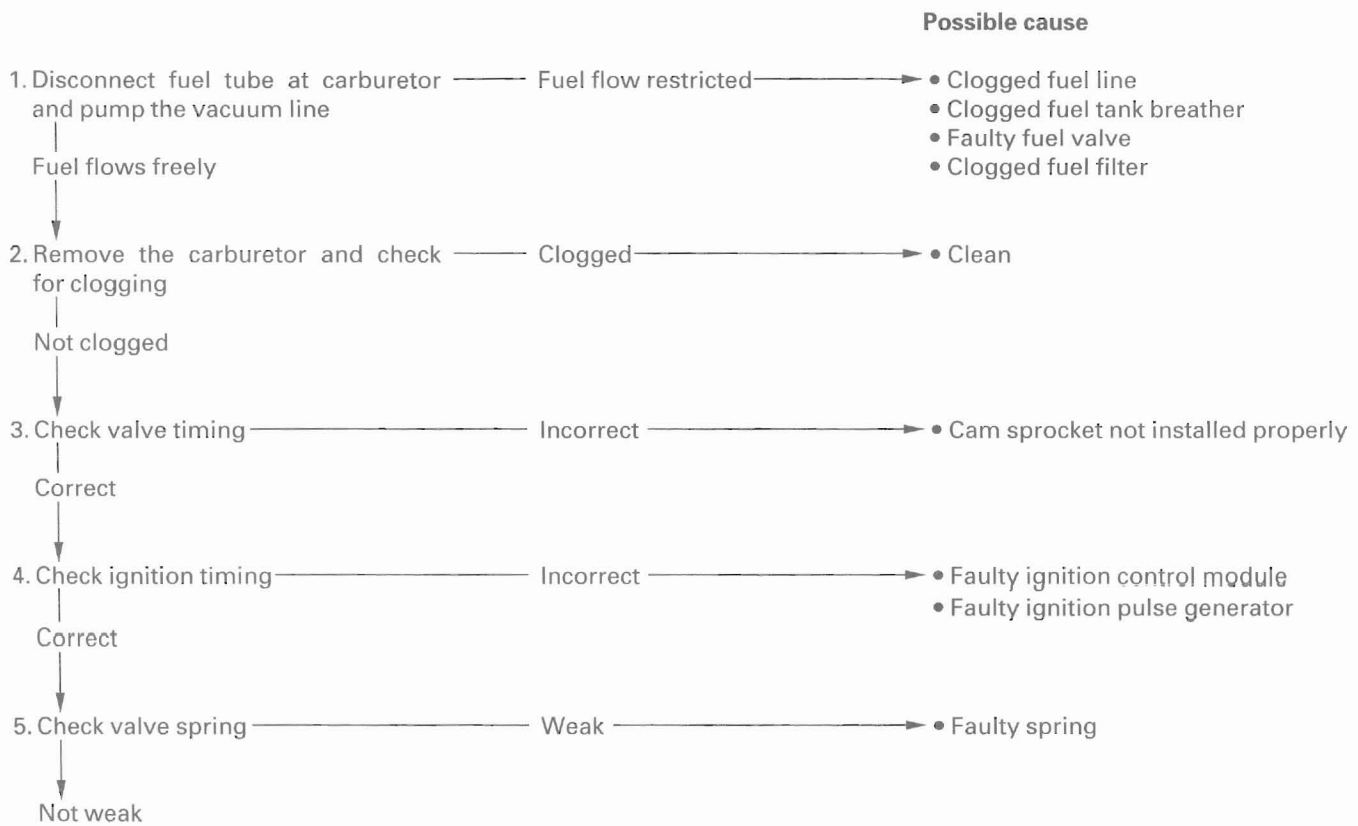 Possible cause
1. Disconnect fuel tube at carburetor Fuel flow restricted • Clogged fuel line
and pump the vacuum line • Clogged fuel tank breather
• Faulty fuel valve
Fuel flows freely • Clogged fuel filter
2. Remove the carburetor and check Clogged • Clean
for clogging
Not clogged
3. Check valve timing Incorrect • Cam sprocket not installed properly
Correct
4. Check ignition timing Incorrect • Faulty ignition control module
• Faulty ignition pulse generator
Correct
5. Check valve spring Weak • Faulty spring
Not weak